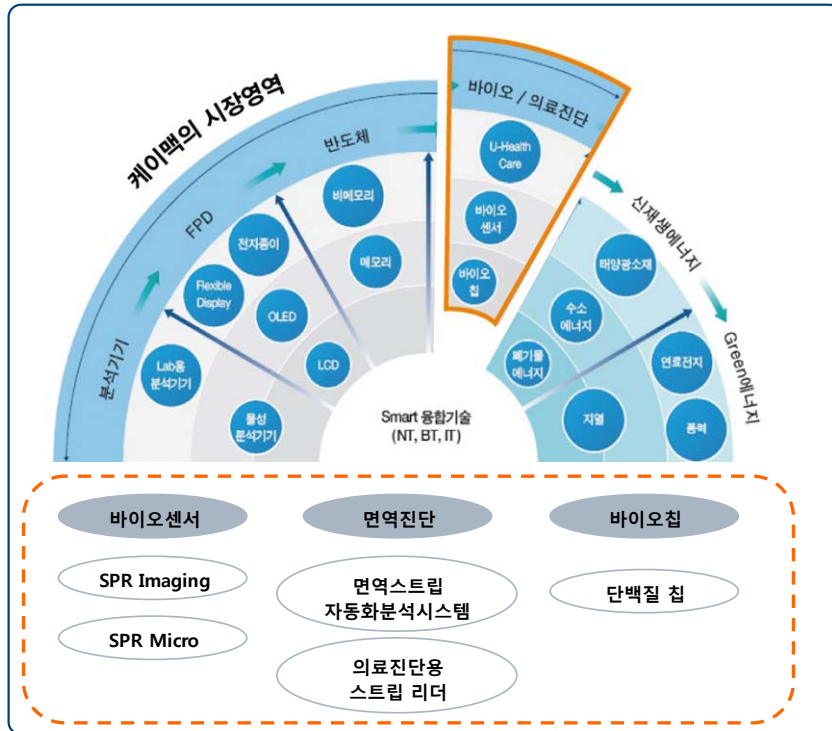 케이맥의 시장영역
분석기기
FPD
반도체
바이오 / 의료진단
신재생에너지
Green에너지
Lab용
분석기기
물성
분석기기
Flexible
Display
전자종이
OLED
LCD
비메모리
메모리
U-Health
Care
바이오
센서
바이오
칩
태양광소재
수소
에너지
폐기물
에너지
연료전지
풍력
지열
Smart 융합기술
(NT, BT, IT)
바이오센서
면역진단
바이오칩
SPR Imaging
SPR Micro
면역스트립
자동화분석시스템
의료진단용
스트립 리더
단백질 칩